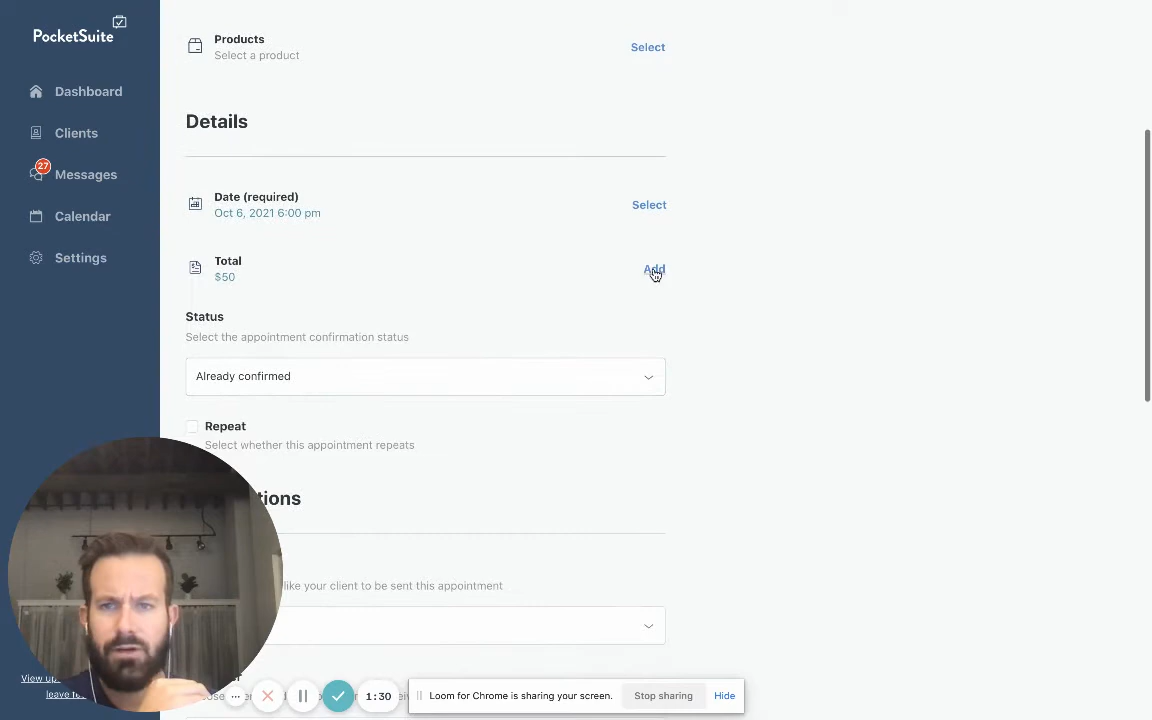 PocketSuite
Dashboard
Clients
27
Messages
Calendar
Settings
Products
Select a product
Select
Details
Date (required)
Oct 6, 2021 6:00 pm
Select
Total
$50
Add
Status
Select the appointment confirmation status
Already confirmed
Repeat
Select whether this appointment repeats
tions
like your client to be sent this appointment
View
leave
1:30
Loom for Chrome is sharing your screen.
Stop sharing
Hide